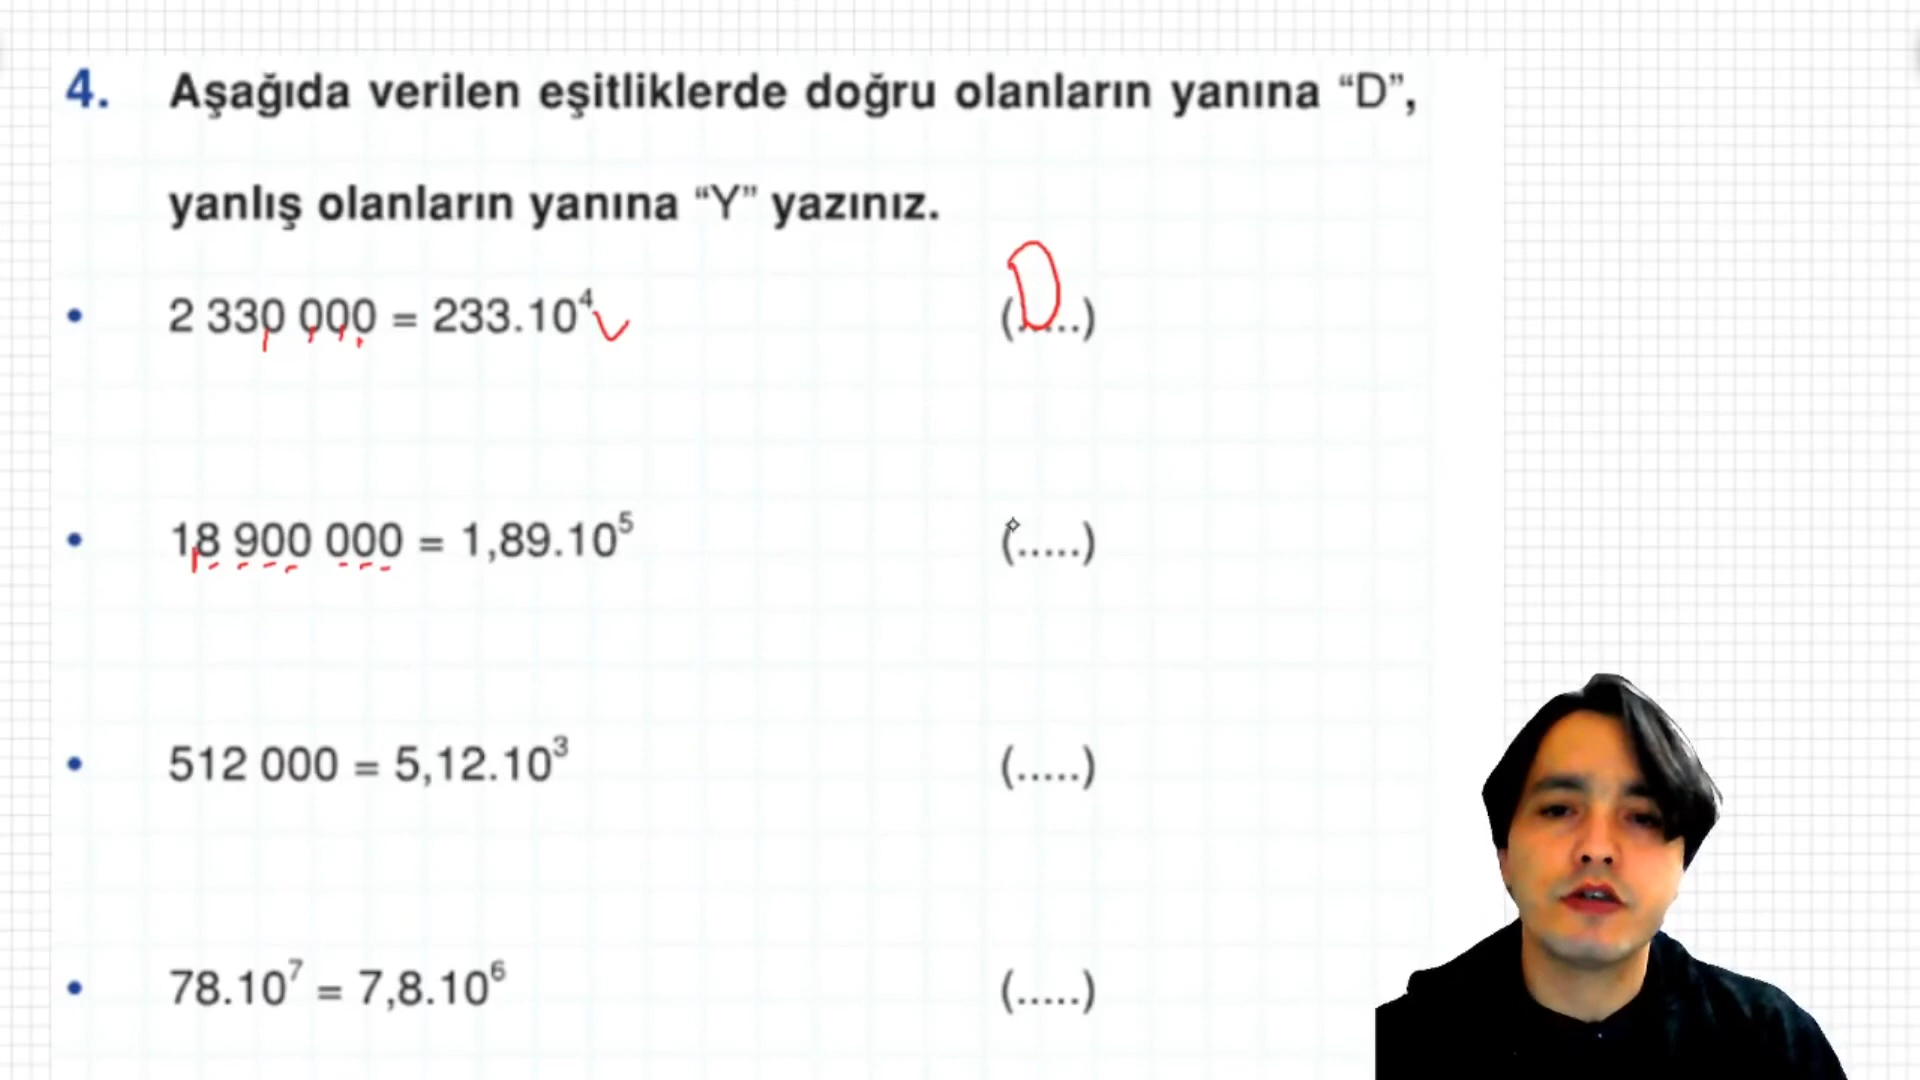 4. Aşağıda verilen eşitliklerde doğru olanların yanına “D”,
yanlış olanların yanına “Y” yazınız.
• 2 330 000 = 233.10⁴ (D....)
• 18 900 000 = 1,89.10⁵ (.....)
• 512 000 = 5,12.10³ (.....)
• 78.10⁷ = 7,8.10⁶ (.....)